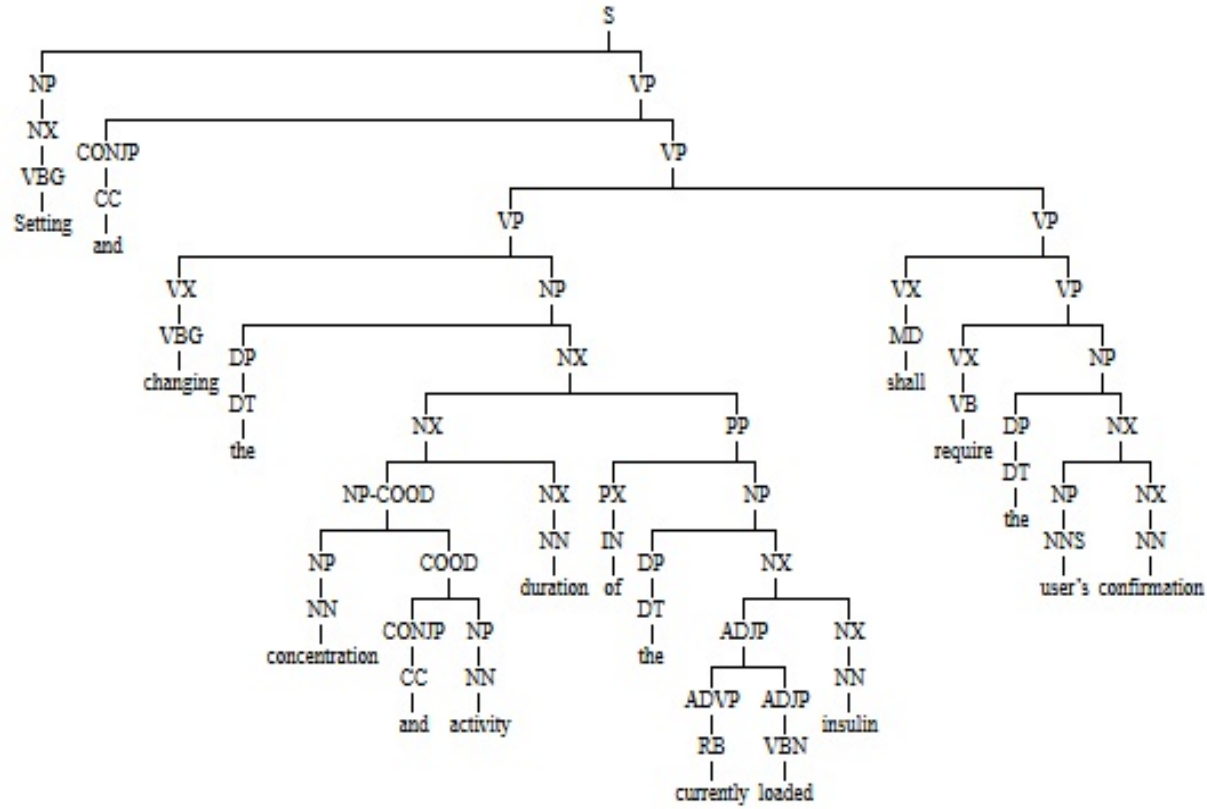 S
NP VP
NX CONJP VP
VBG CC VP VP
Setting and
VX NP VX VP
VBG DP NX MD VX NP
changing DT NX PP shall VB DP NX
the require DT
NP-COOD NX PX NP the NP NX
NP COOD NN IN DP NX NNS NN
duration of user's confirmation
NN CONJP NP DT ADJP NX
concentration CC NN the ADVP ADJP NN
and activity RB VBN insulin
currently loaded